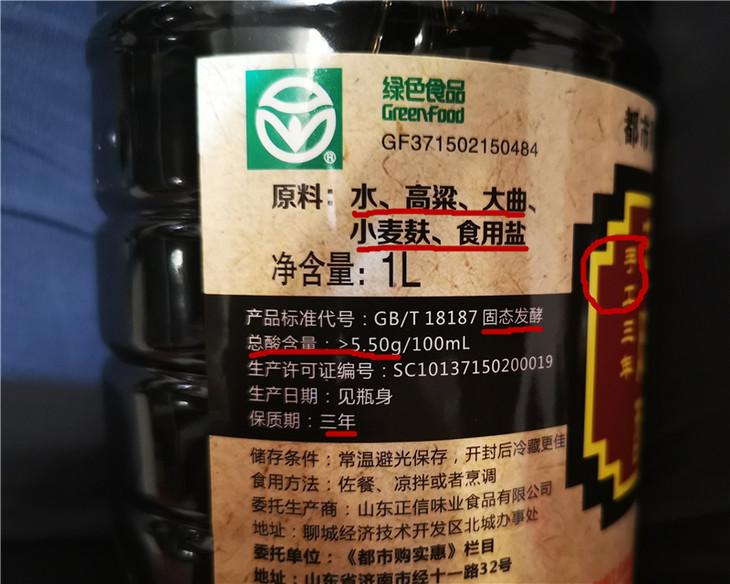 绿色食品
GreenFood
GF371502150484
®
都市
原料：水、高粱、大曲、
小麦麸、食用盐
净含量：1L
手工三年
产品标准代号：GB/T 18187 固态发酵
总酸含量：≥5.50g/100mL
生产许可证编号：SC10137150200019
生产日期：见瓶身
保质期：三年
储存条件：常温避光保存，开封后冷藏更佳
食用方法：佐餐、凉拌或者烹调
委托生产商：山东正信味业食品有限公司
地址：聊城经济技术开发区北城办事处
委托单位：《都市购实惠》栏目
地址：山东省济南市经十一路32号